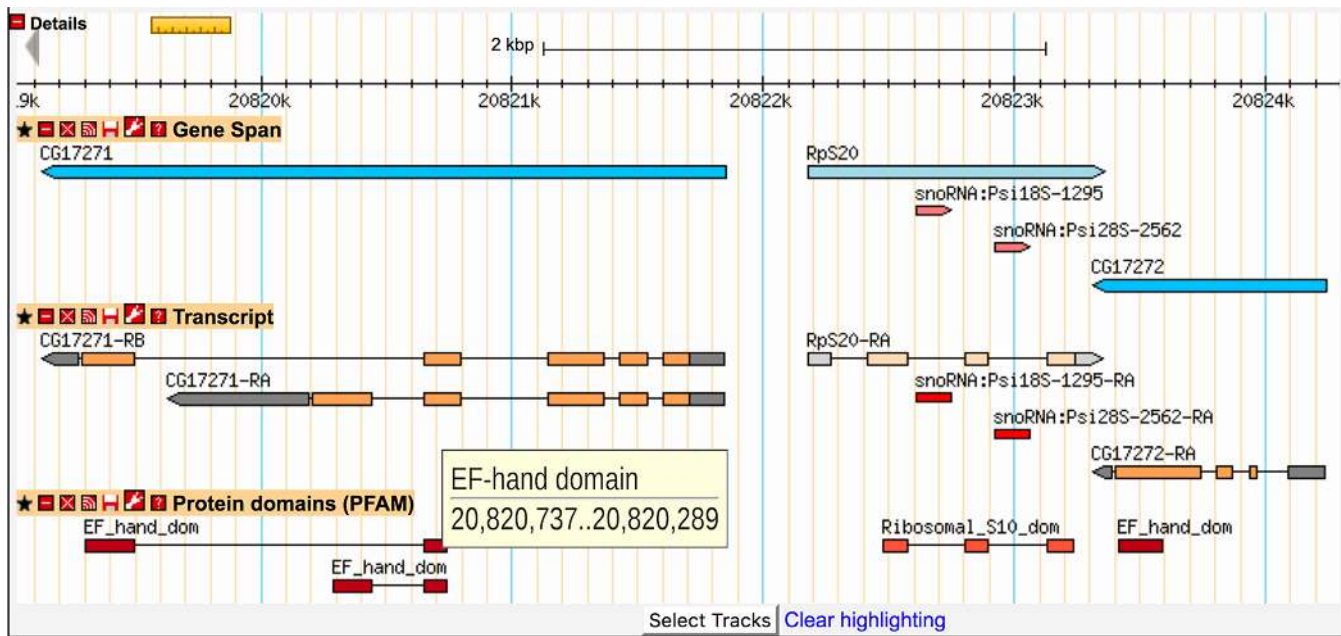 Details
2 kbp
.9k 20820k 20821k 20822k 20823k 20824k
Gene Span
CG17271 RpS20
snoRNA:Psi18S-1295
snoRNA:Psi28S-2562
CG17272
Transcript
CG17271-RB RpS20-RA
CG17271-RA snoRNA:Psi18S-1295-RA
snoRNA:Psi28S-2562-RA
CG17272-RA
EF-hand domain
20,820,737..20,820,289
Protein domains (PFAM)
EF_hand_dom Ribosomal_S10_dom EF_hand_dom
EF_hand_dom
Select Tracks Clear highlighting